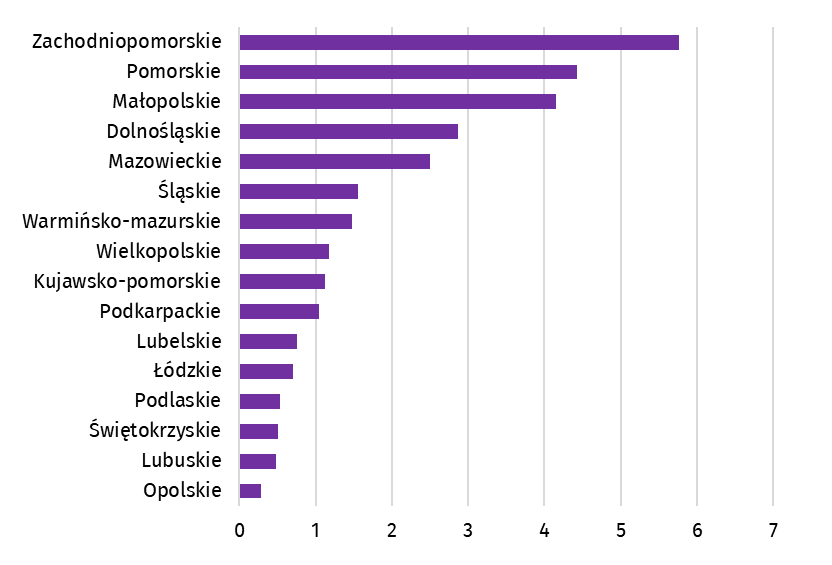 Zachodniopomorskie
Pomorskie
Małopolskie
Dolnośląskie
Mazowieckie
Śląskie
Warmińsko-mazurskie
Wielkopolskie
Kujawsko-pomorskie
Podkarpackie
Lubelskie
Łódzkie
Podlaskie
Świętokrzyskie
Lubuskie
Opolskie
0 1 2 3 4 5 6 7